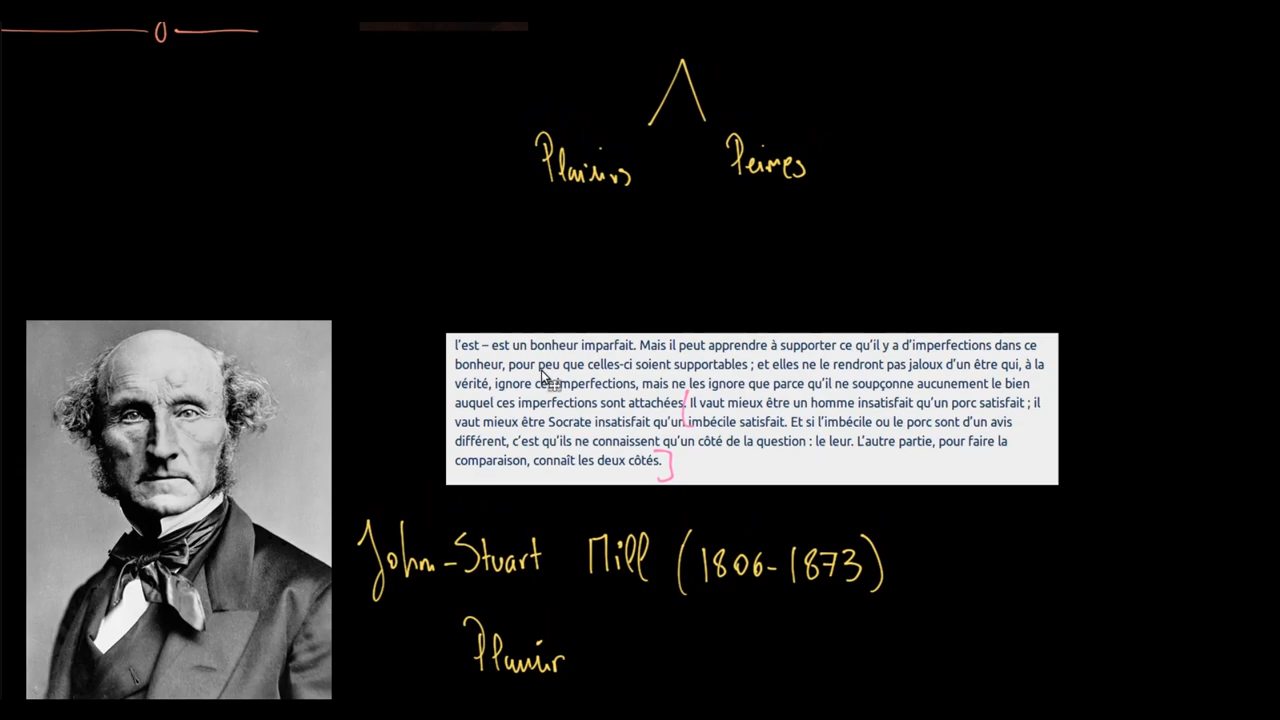 0
Plaisirs
Peines
l'est – est un bonheur imparfait. Mais il peut apprendre à supporter ce qu'il y a d'imperfections dans ce
bonheur, pour peu que celles-ci soient supportables ; et elles ne le rendront pas jaloux d'un être qui, à la
vérité, ignore ces imperfections, mais ne les ignore que parce qu'il ne soupçonne aucunement le bien
auquel ces imperfections sont attachées. Il vaut mieux être un homme insatisfait qu'un porc satisfait ; il
vaut mieux être Socrate insatisfait qu'un imbécile satisfait. Et si l'imbécile ou le porc sont d'un avis
différent, c'est qu'ils ne connaissent qu'un côté de la question : le leur. L'autre partie, pour faire la
comparaison, connaît les deux côtés.
John-Stuart Mill (1806-1873)
Plaisir